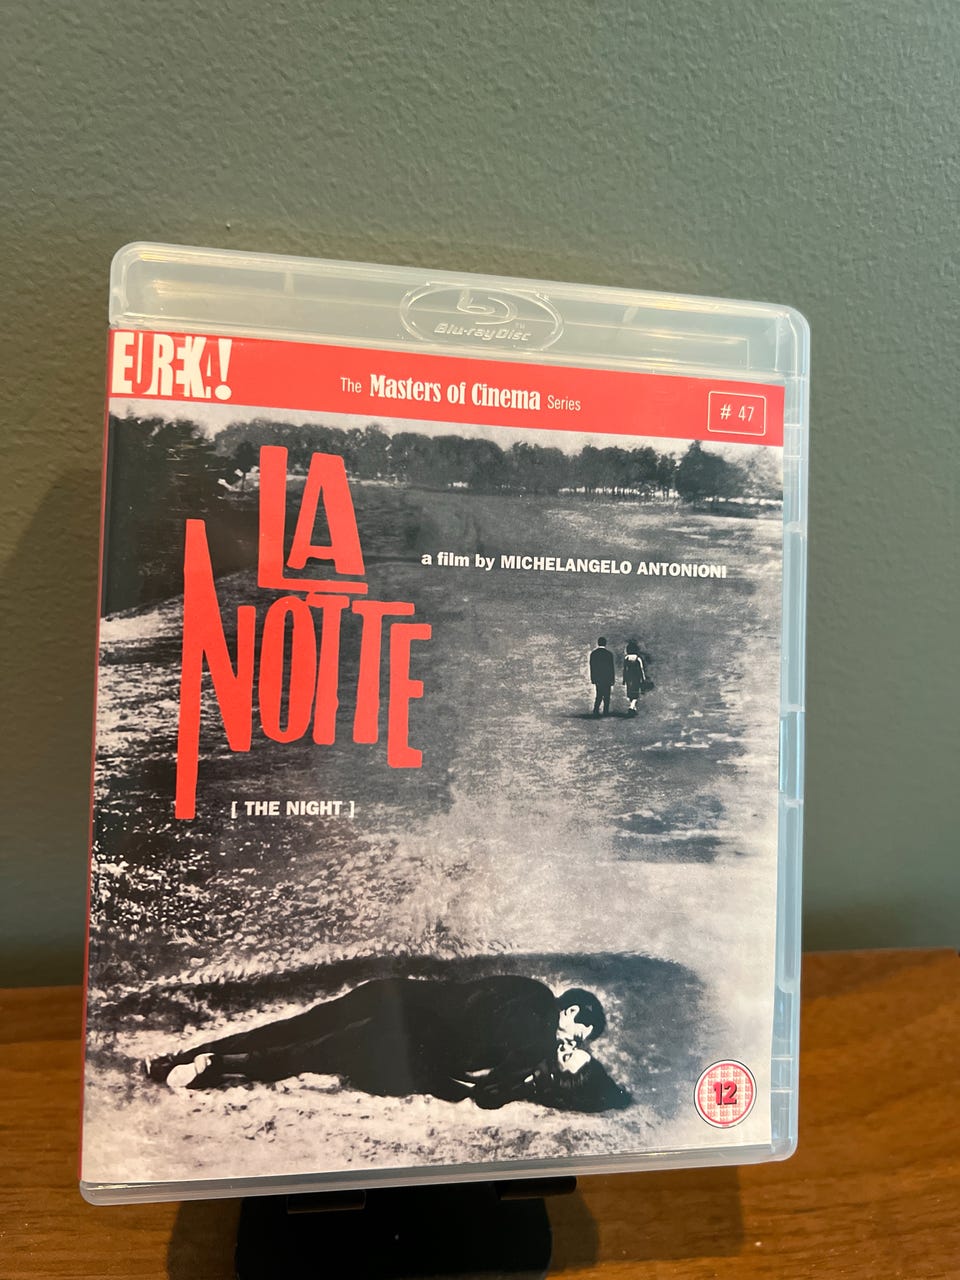 Blu-ray Disc
TM
EUREKA!
The Masters of Cinema Series
# 47
LA
NOTTE
a film by MICHELANGELO ANTONIONI
[ THE NIGHT ]
12